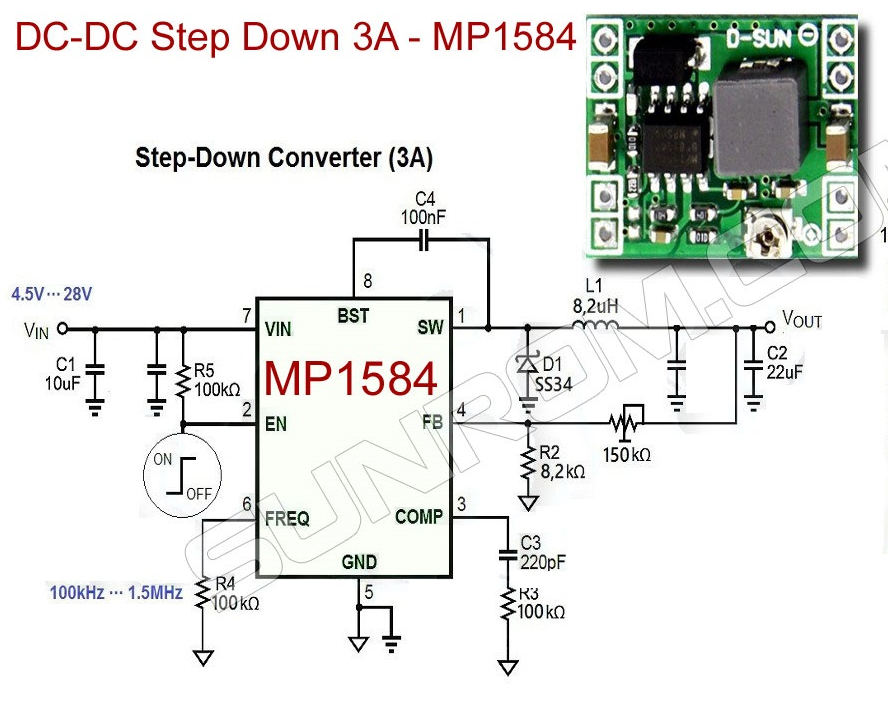 DC-DC Step Down 3A - MP1584
D-SUN
Step-Down Converter (3A)
C4
100nF
8
4.5V ··· 28V
L1
8,2uH
7
BST
1
VIN
VIN
SW
VOUT
C1
10uF
R5
100kΩ
MP1584
D1
SS34
C2
22uF
2
EN
FB
4
ON
OFF
R2
8,2kΩ
150kΩ
6
FREQ
COMP
3
C3
220pF
GND
100kHz ··· 1.5MHz
R4
100kΩ
5
R3
100kΩ
SUNROM.COM